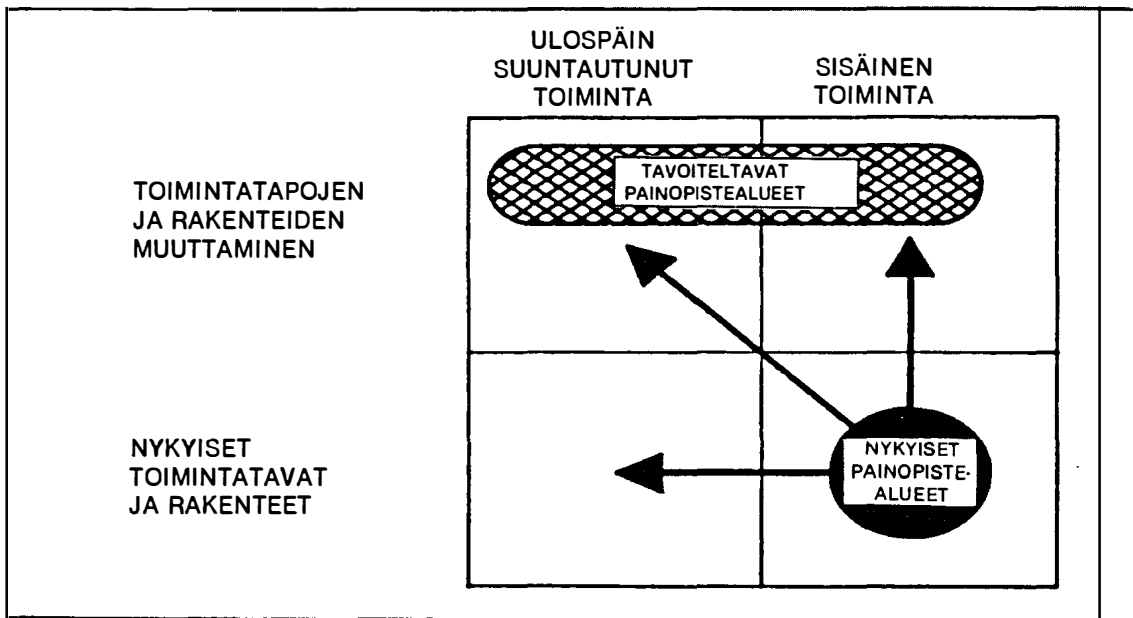 ULOSPÄIN
SUUNTAUTUNUT
TOIMINTA
SISÄINEN
TOIMINTA
TOIMINTATAPOJEN
JA RAKENTEIDEN
MUUTTAMINEN
TAVOITELTAVAT
PAINOPISTEALUEET
NYKYISET
TOIMINTATAVAT
JA RAKENTEET
NYKYISET
PAINOPISTE-
ALUEET